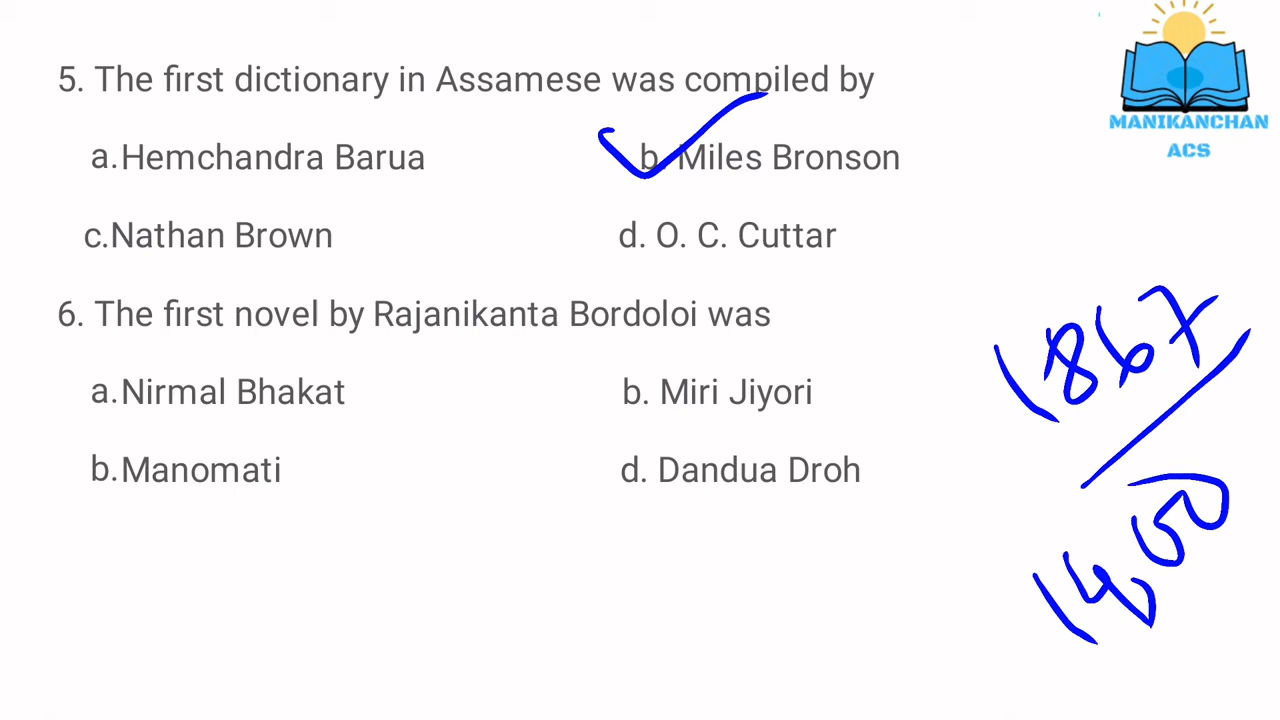 5. The first dictionary in Assamese was compiled by
a. Hemchandra Barua b. Miles Bronson
c. Nathan Brown d. O. C. Cuttar
6. The first novel by Rajanikanta Bordoloi was
a. Nirmal Bhakat b. Miri Jiyori
b. Manomati d. Dandua Droh
MANIKANCHAN
ACS
1867